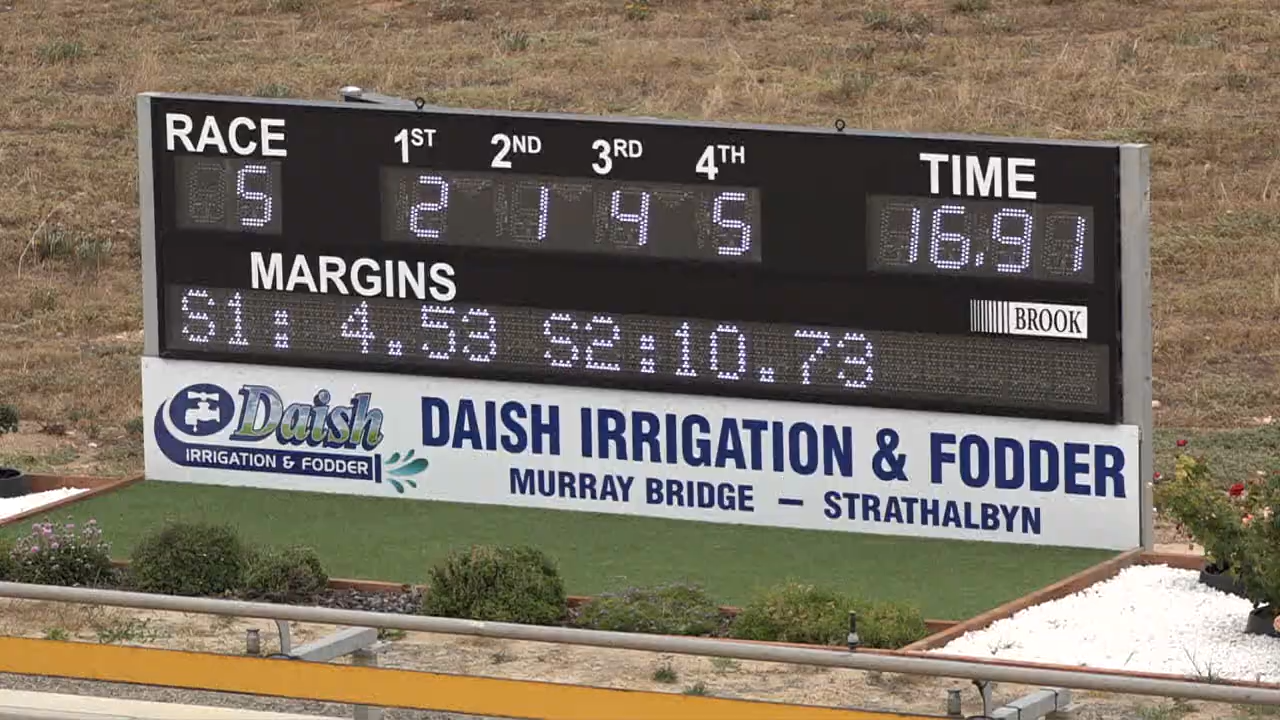 RACE 1ST 2ND 3RD 4TH TIME
5 2 1 4 5 16.91
MARGINS
BROOK
S1: 4.53 S2:10.73
Daish
IRRIGATION & FODDER
DAISH IRRIGATION & FODDER
MURRAY BRIDGE – STRATHALBYN